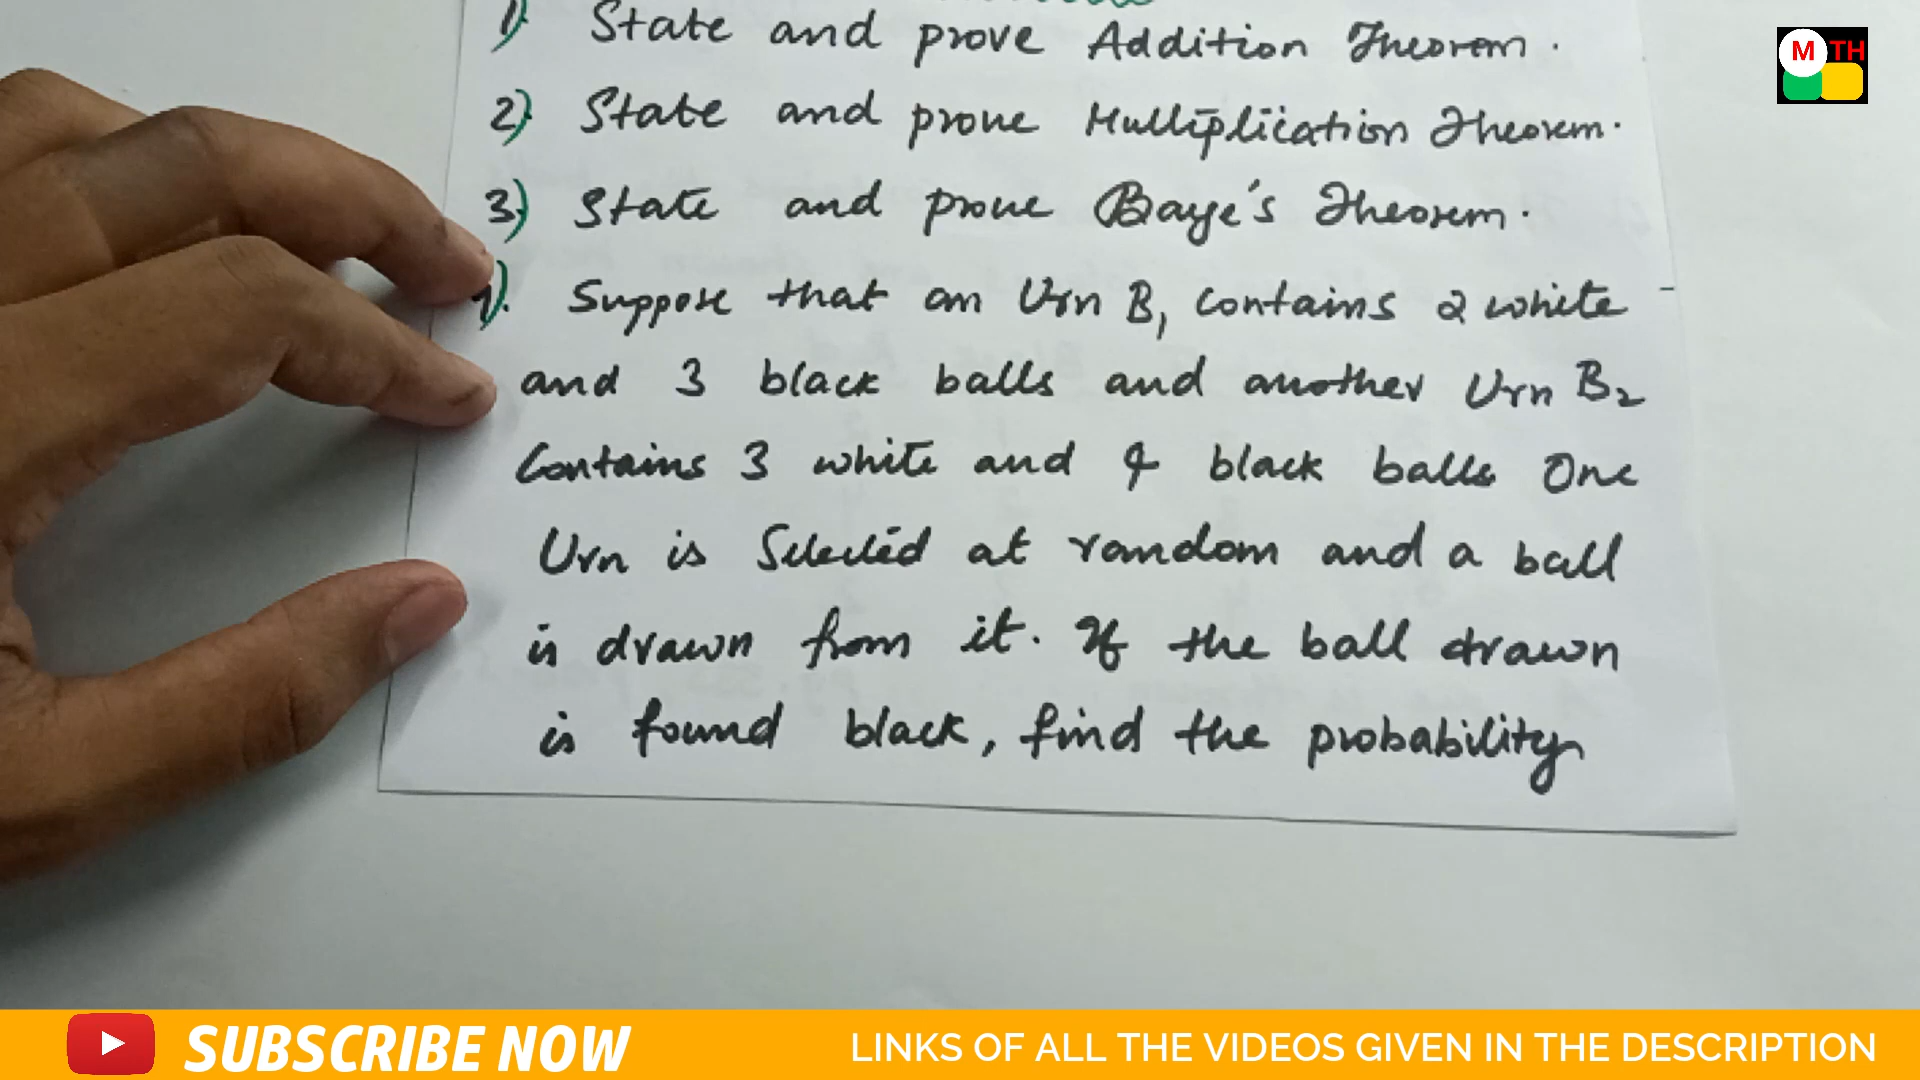 1) State and prove Addition Theorem.
M TH
2) State and prove Multiplication Theorem.
3) State and prove Baye's Theorem.
4). Suppose that an Urn B1 contains 2 white
and 3 black balls and another Urn B2
Contains 3 white and 4 black balls One
Urn is Selected at random and a ball
is drawn from it. If the ball drawn
is found black, find the probability
SUBSCRIBE NOW
LINKS OF ALL THE VIDEOS GIVEN IN THE DESCRIPTION